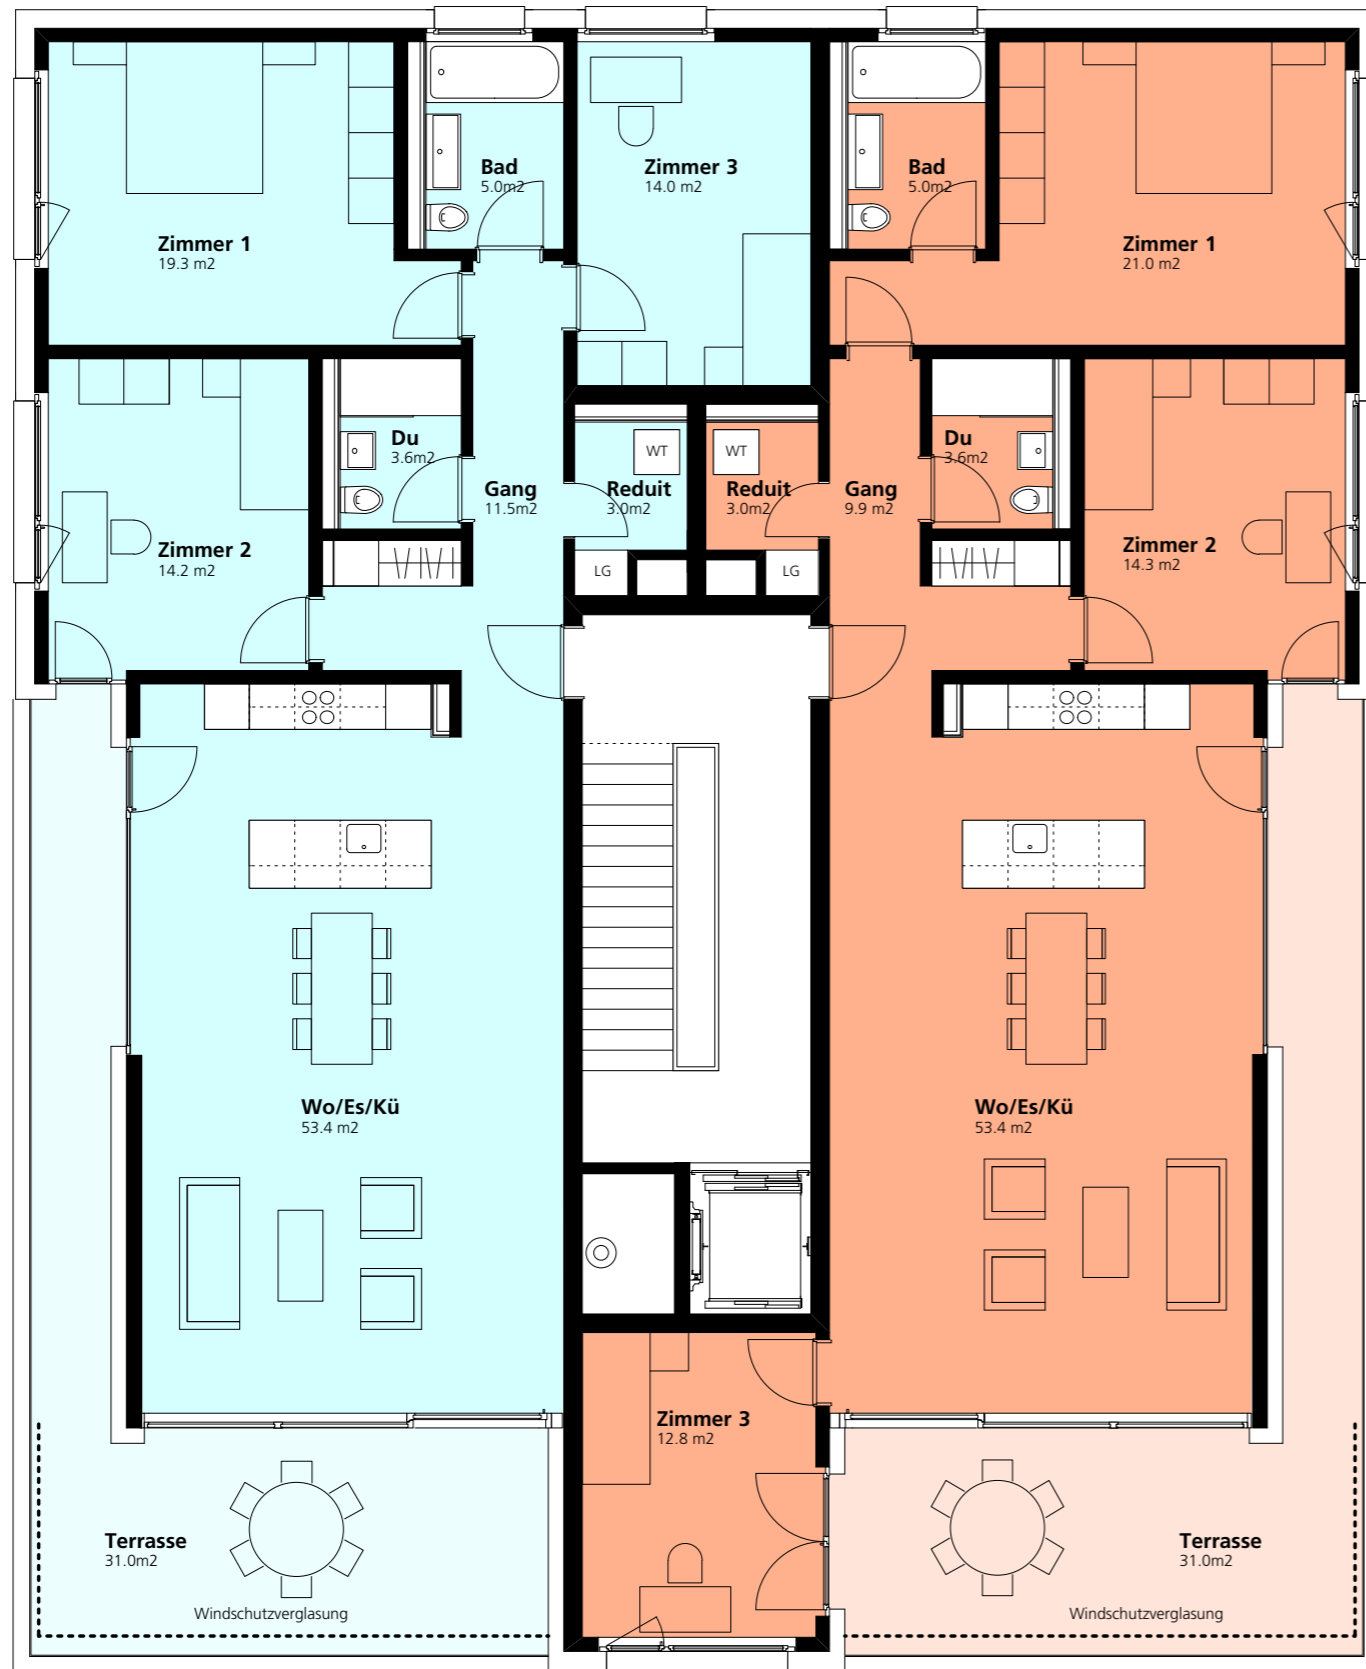 Bad
5.0m2
Zimmer 3
14.0 m2
Bad
5.0m2
Zimmer 1
19.3 m2
Zimmer 1
21.0 m2
Du
3.6m2
WT
WT
Du
3.6m2
Gang
11.5m2
Reduit
3.0m2
Reduit
3.0m2
Gang
9.9 m2
Zimmer 2
14.2 m2
Zimmer 2
14.3 m2
LG
LG
Wo/Es/Kü
53.4 m2
Wo/Es/Kü
53.4 m2
Zimmer 3
12.8 m2
Terrasse
31.0m2
Terrasse
31.0m2
Windschutzverglasung
Windschutzverglasung